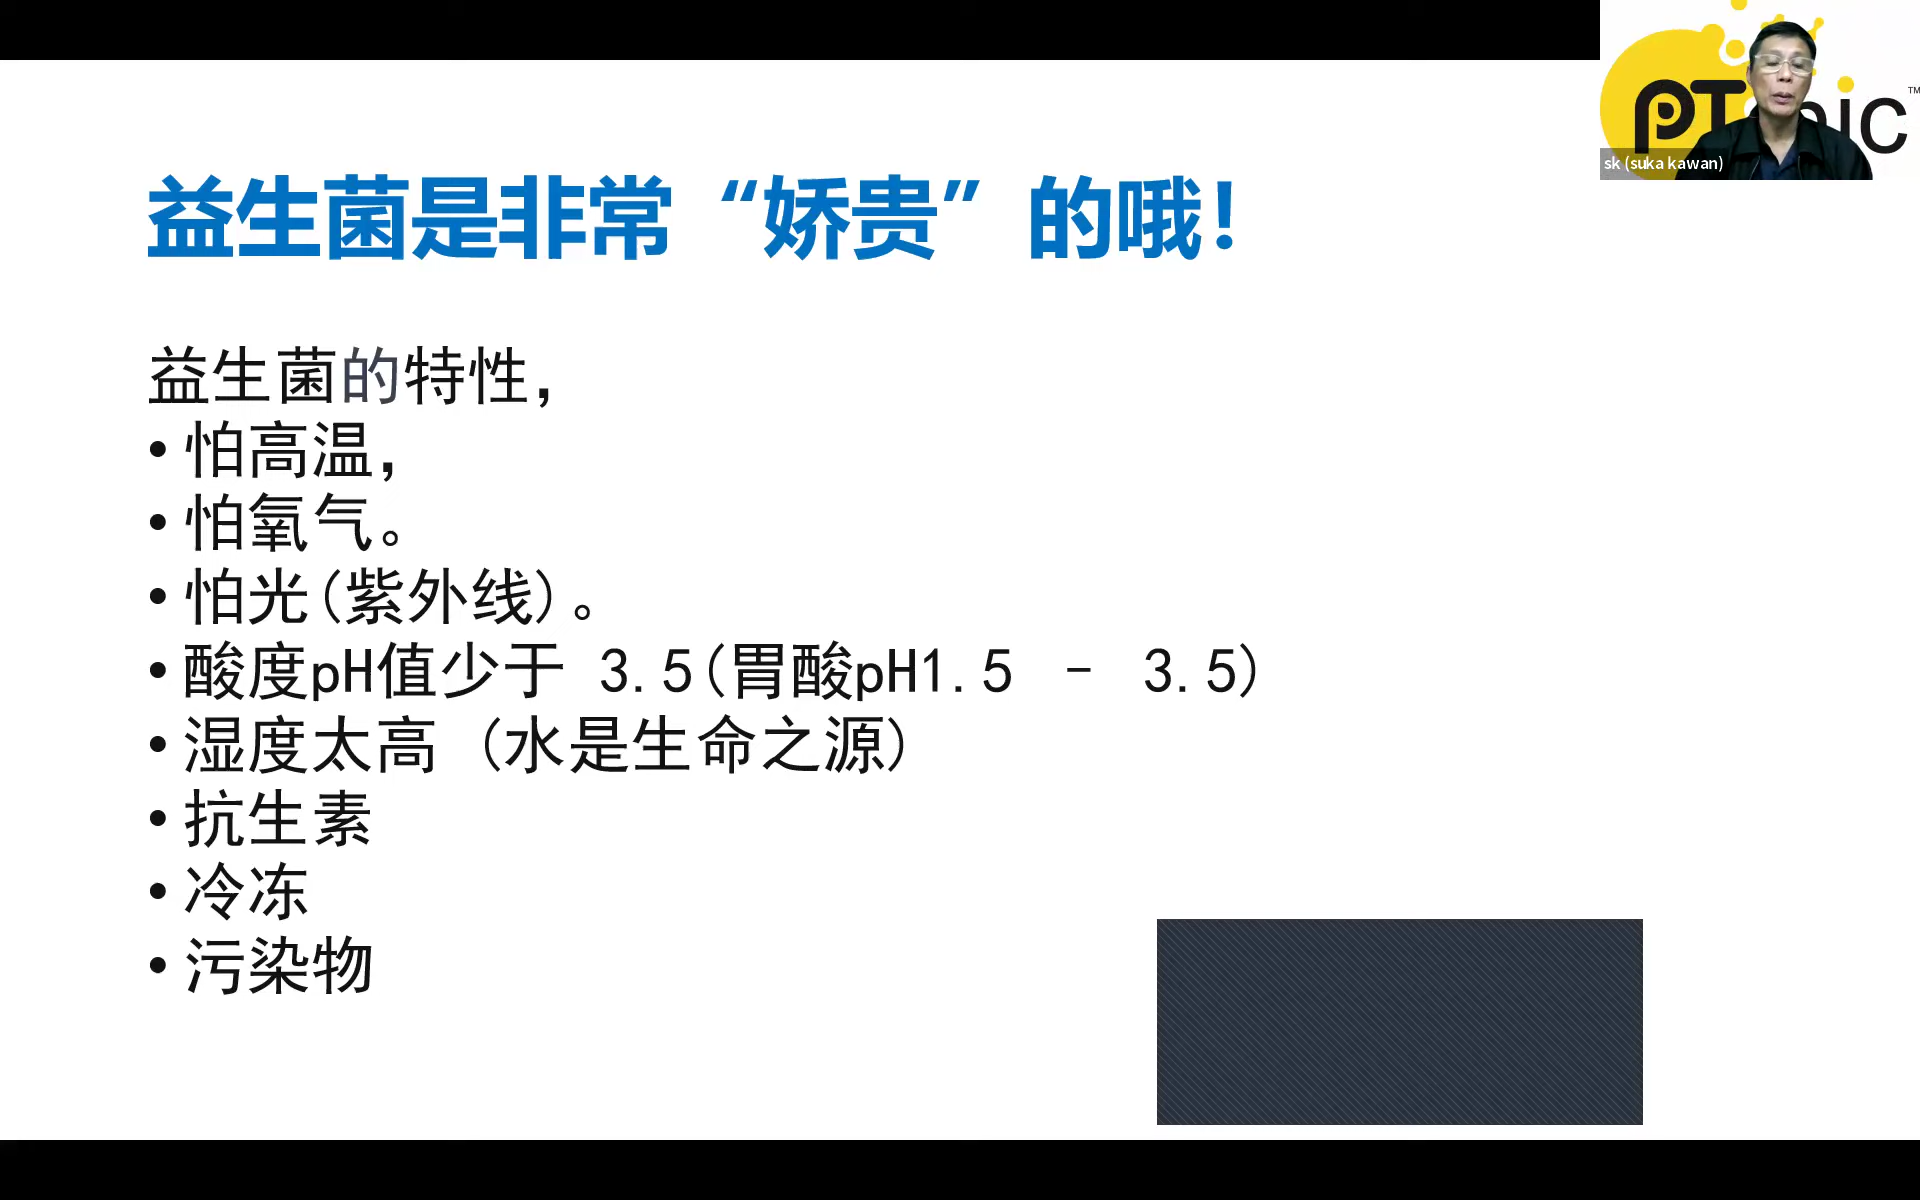 益生菌是非常“娇贵”的哦！
益生菌的特性，
• 怕高温，
• 怕氧气。
• 怕光(紫外线)。
• 酸度pH值少于 3.5(胃酸pH1.5 – 3.5)
• 湿度太高 (水是生命之源)
• 抗生素
• 冷冻
• 污染物
sk (suka kawan)